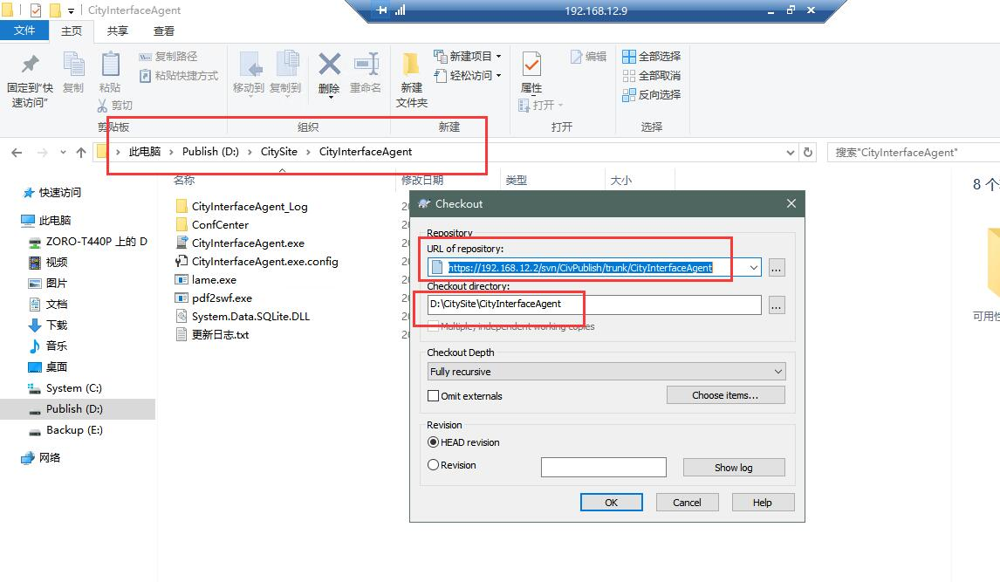 CityInterfaceAgent
192.168.12.9
文件 主页 共享 查看
固定到"快速访问"
复制
粘贴
复制路径
粘贴快捷方式
剪切
剪贴板
移动到
复制到
删除
重命名
组织
新建
文件夹
新建项目
轻松访问
新建
属性
打开
编辑
打开
全部选择
全部取消
反向选择
选择
此电脑 Publish (D:) CitySite CityInterfaceAgent
搜索"CityInterfaceAgent"
快速访问
此电脑
ZORO-T440P 上的 D
视频
图片
文档
下载
音乐
桌面
System (C:)
Publish (D:)
Backup (E:)
网络
名称 修改日期 类型 大小
CityInterfaceAgent_Log
ConfCenter
CityInterfaceAgent.exe
CityInterfaceAgent.exe.config
lame.exe
pdf2swf.exe
System.Data.SQLite.DLL
更新日志.txt
Checkout
Repository
URL of repository:
https://192.168.12.2/svn/CivPublish/trunk/CityInterfaceAgent
...
Checkout directory:
D:\CitySite\CityInterfaceAgent
...
Multiple, independent working copies
Checkout Depth
Fully recursive
Omit externals
Choose items...
Revision
HEAD revision
Revision
Show log
OK Cancel Help
8 个
可用性